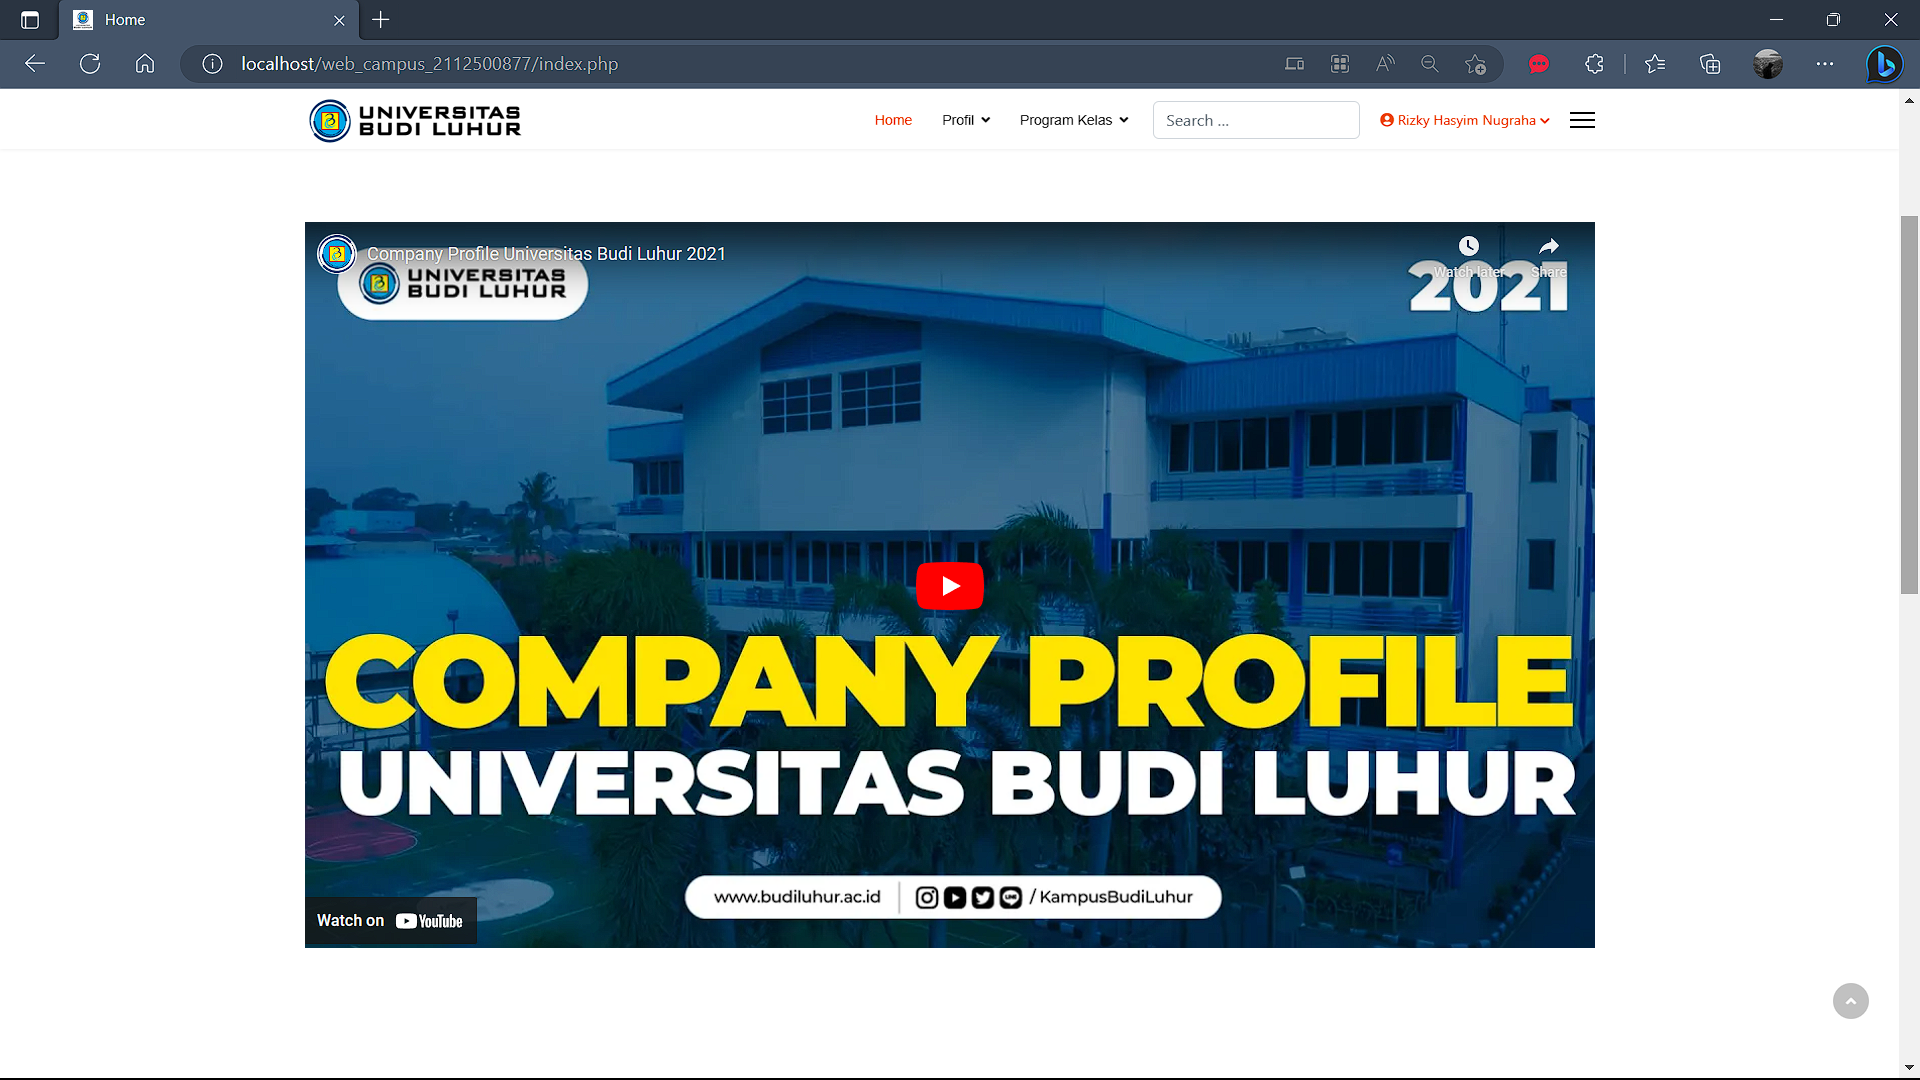 Home
localhost/web_campus_2112500877/index.php
UNIVERSITAS
BUDI LUHUR
Home
Profil
Program Kelas
Search ...
Rizky Hasyim Nugraha
Company Profile Universitas Budi Luhur 2021
Watch later
Share
UNIVERSITAS
BUDI LUHUR
2021
COMPANY PROFILE
UNIVERSITAS BUDI LUHUR
www.budiluhur.ac.id
/KampusBudiLuhur
Watch on YouTube